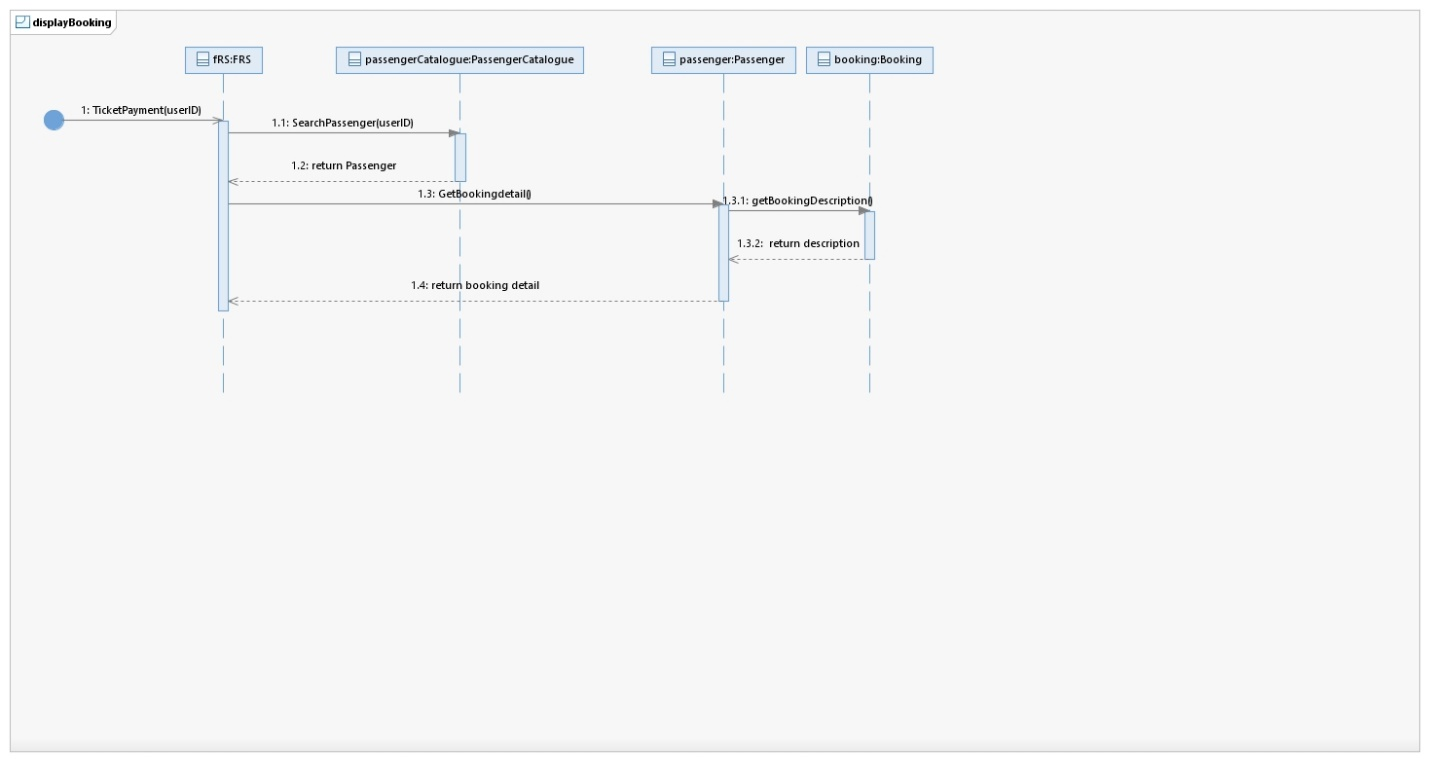 displayBooking
fRS:FRS
passengerCatalogue:PassengerCatalogue
passenger:Passenger
booking:Booking
1: TicketPayment(userID)
1.1: SearchPassenger(userID)
1.2: return Passenger
1.3: GetBookingdetail()
1.3.1: getBookingDescription()
1.3.2:  return description
1.4: return booking detail